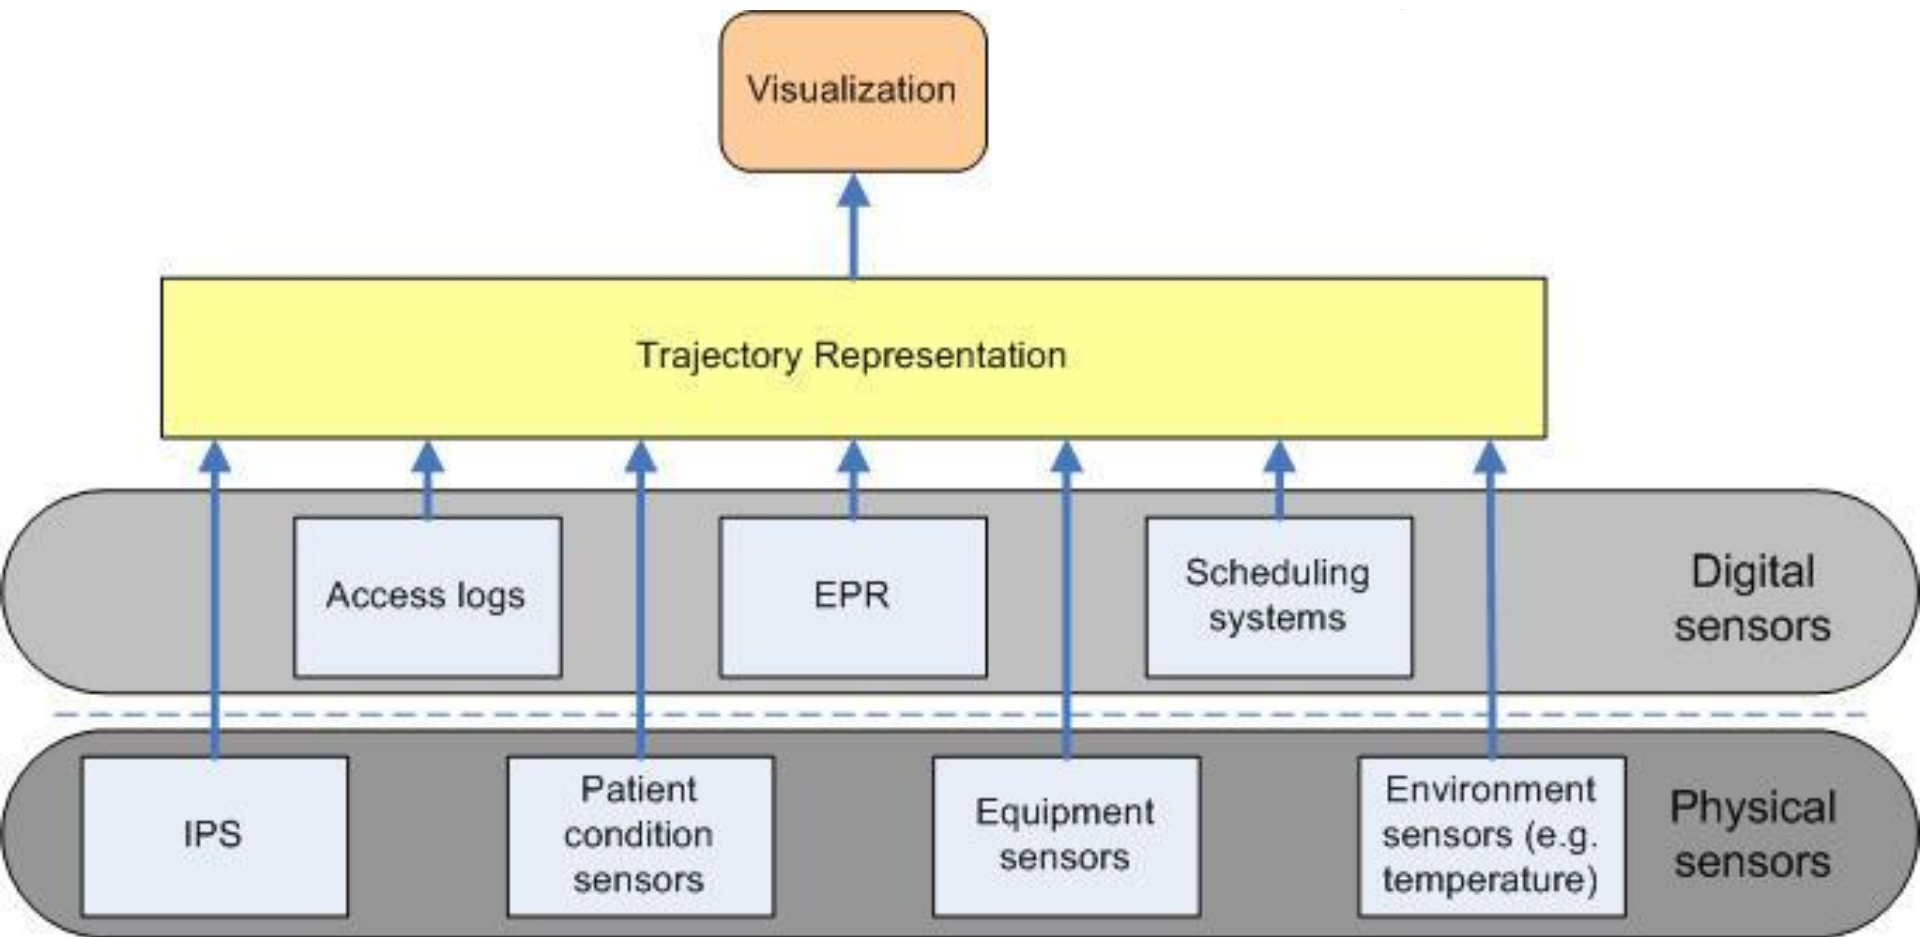 Visualization
Trajectory Representation
Access logs
EPR
Scheduling
systems
Digital
sensors
IPS
Patient
condition
sensors
Equipment
sensors
Environment
sensors (e.g.
temperature)
Physical
sensors